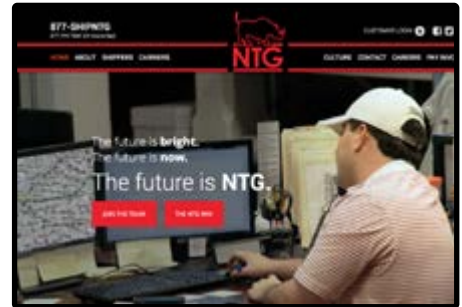 877-SHIPNTG
CUSTOMER LOGIN
NTG
HOME ABOUT SHIPPERS CARRIERS
CULTURE CONTACT CAREERS PAY INVO
The future is bright.
The future is now.
The future is NTG.
JOIN THE TEAM
THE NTG WAY